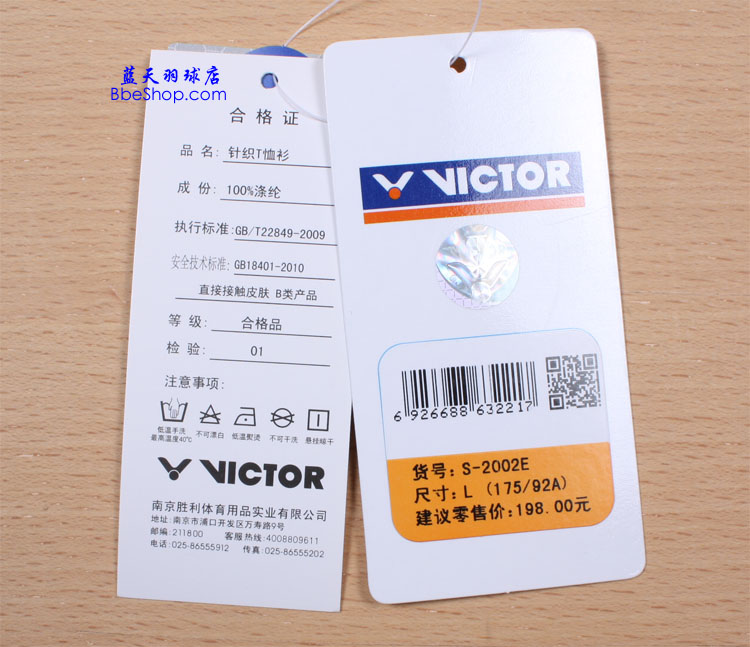 蓝天羽球店
BbeShop.com
合格证
品名: 针织T恤衫
成份: 100%涤纶
执行标准: GB/T22849-2009
安全技术标准: GB18401-2010
直接接触皮肤 B类产品
等级: 合格品
检验: 01
注意事项:
低温手洗 最高温度40℃
不可漂白
低温熨烫
不可干洗
悬挂晾干
VICTOR
南京胜利体育用品实业有限公司
地址: 南京市浦口开发区万寿路9号
邮编: 211800 客服热线: 4008809611
电话: 025-86555912 传真: 025-86555202
VICTOR
6 926688 632217
货号: S-2002E
尺寸: L (175/92A)
建议零售价: 198.00元